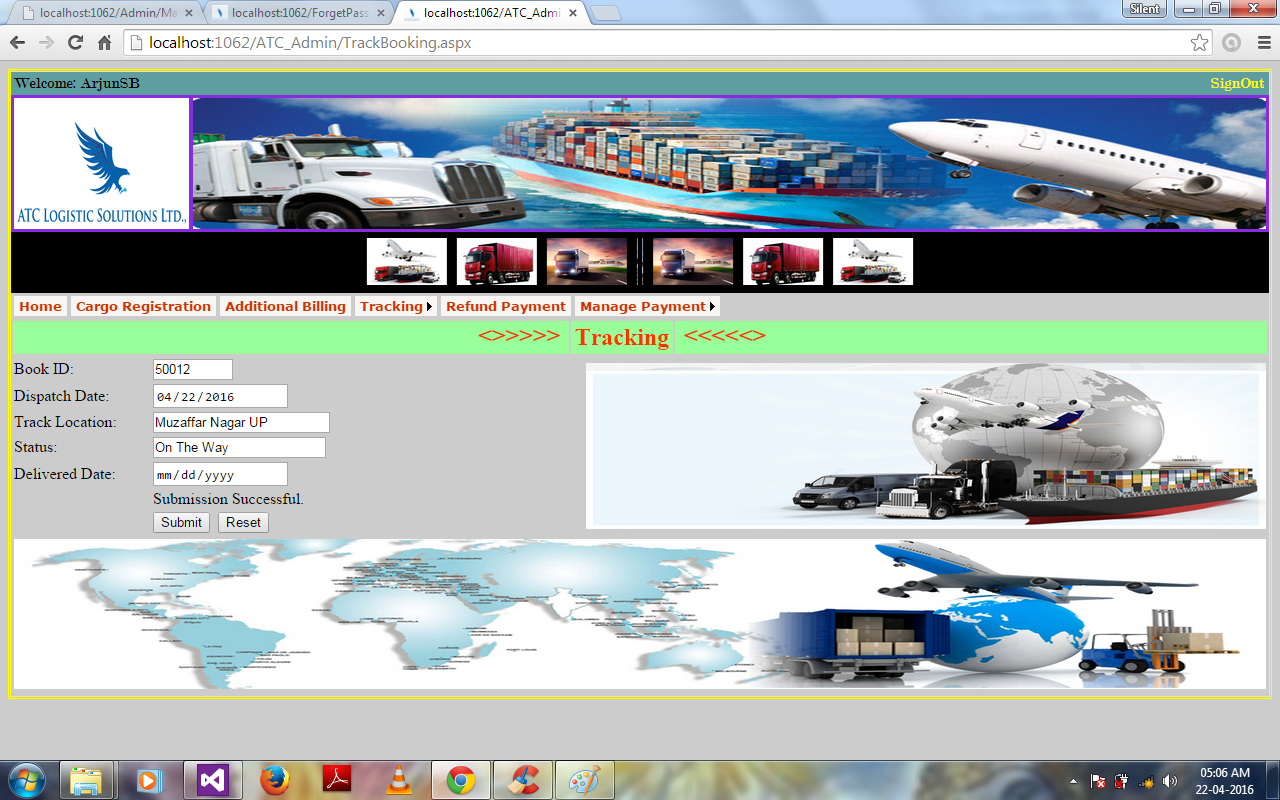 localhost:1062/Admin/Ma
localhost:1062/ForgetPass
localhost:1062/ATC_Admi
Silent
localhost:1062/ATC_Admin/TrackBooking.aspx
Welcome: ArjunSB
SignOut
ATC LOGISTIC SOLUTIONS LTD.,
Home
Cargo Registration
Additional Billing
Tracking
Refund Payment
Manage Payment
<>>>>> Tracking <<<<<>
Book ID: 50012
Dispatch Date: 04/22/2016
Track Location: Muzaffar Nagar UP
Status: On The Way
Delivered Date: mm/dd/yyyy
Submission Successful.
Submit Reset
05:06 AM
22-04-2016